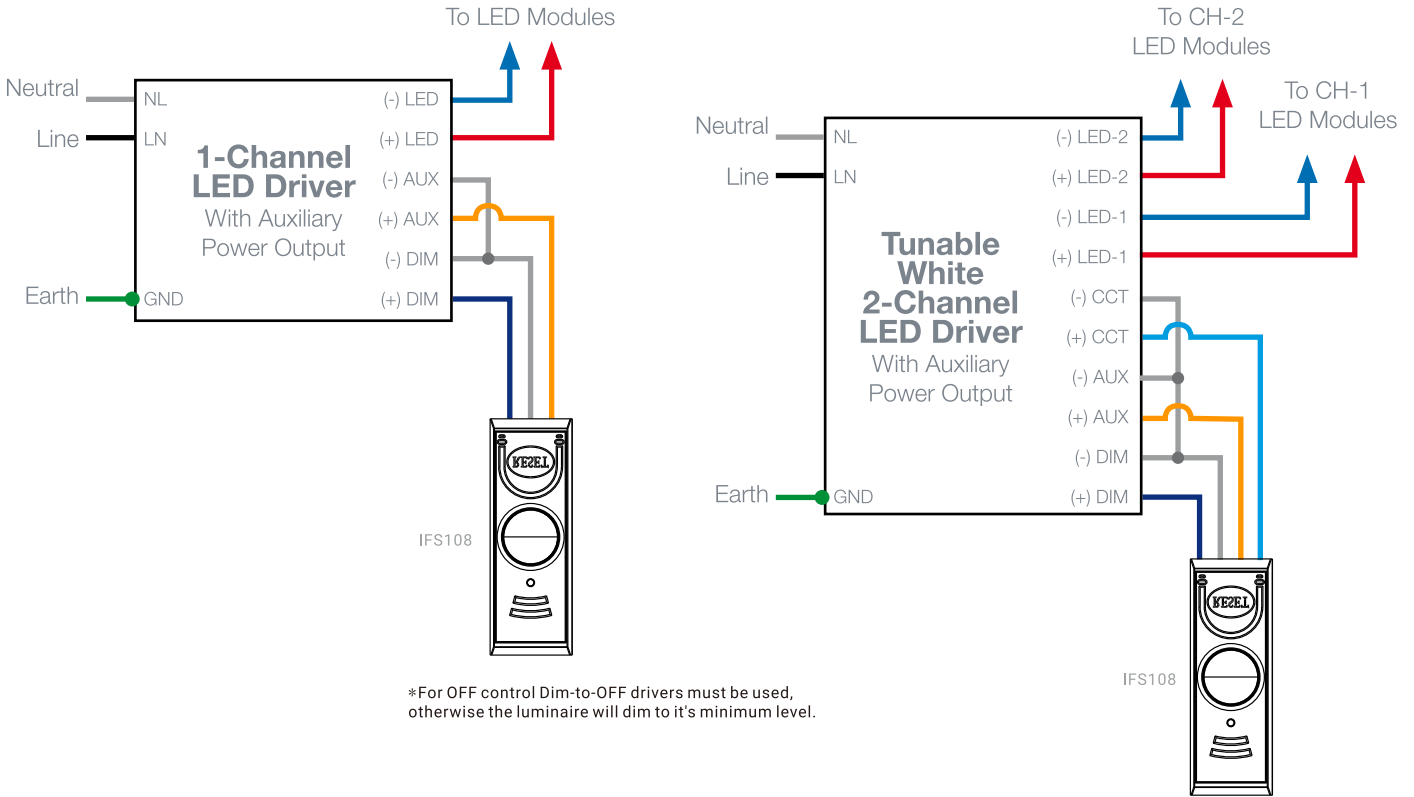 To LED Modules
Neutral
Line
Earth
NL
LN
GND
1-Channel
LED Driver
With Auxiliary
Power Output
(-) LED
(+) LED
(-) AUX
(+) AUX
(-) DIM
(+) DIM
RESET
IFS108
*For OFF control Dim-to-OFF drivers must be used,
otherwise the luminaire will dim to it's minimum level.
To CH-2
LED Modules
To CH-1
LED Modules
Neutral
Line
Earth
NL
LN
GND
Tunable
White
2-Channel
LED Driver
With Auxiliary
Power Output
(-) LED-2
(+) LED-2
(-) LED-1
(+) LED-1
(-) CCT
(+) CCT
(-) AUX
(+) AUX
(-) DIM
(+) DIM
RESET
IFS108